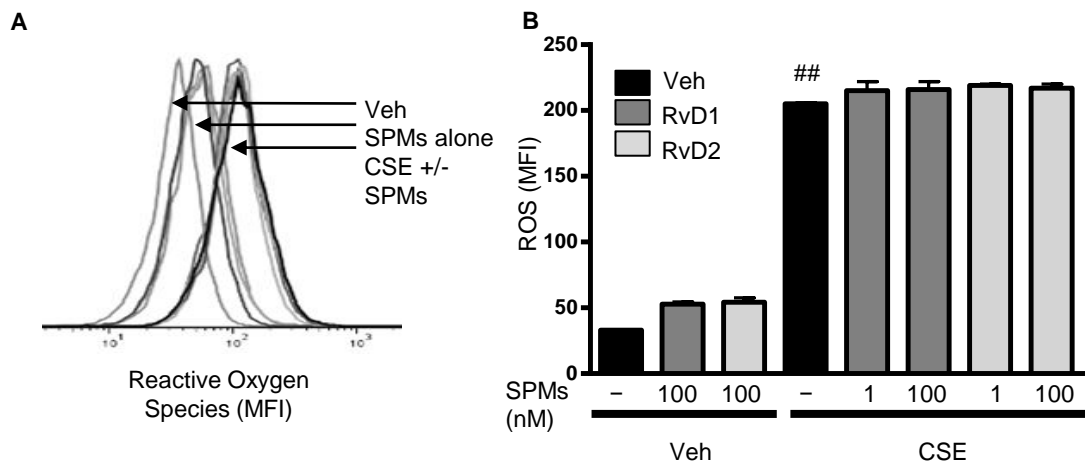 A
Veh
SPMs alone
CSE +/-
SPMs
10¹ 10² 10³
Reactive Oxygen
Species (MFI)
B
250
200
150
100
50
0
ROS (MFI)
Veh
RvD1
RvD2
##
SPMs
(nM)
– 100 100 – 1 100 1 100
Veh CSE